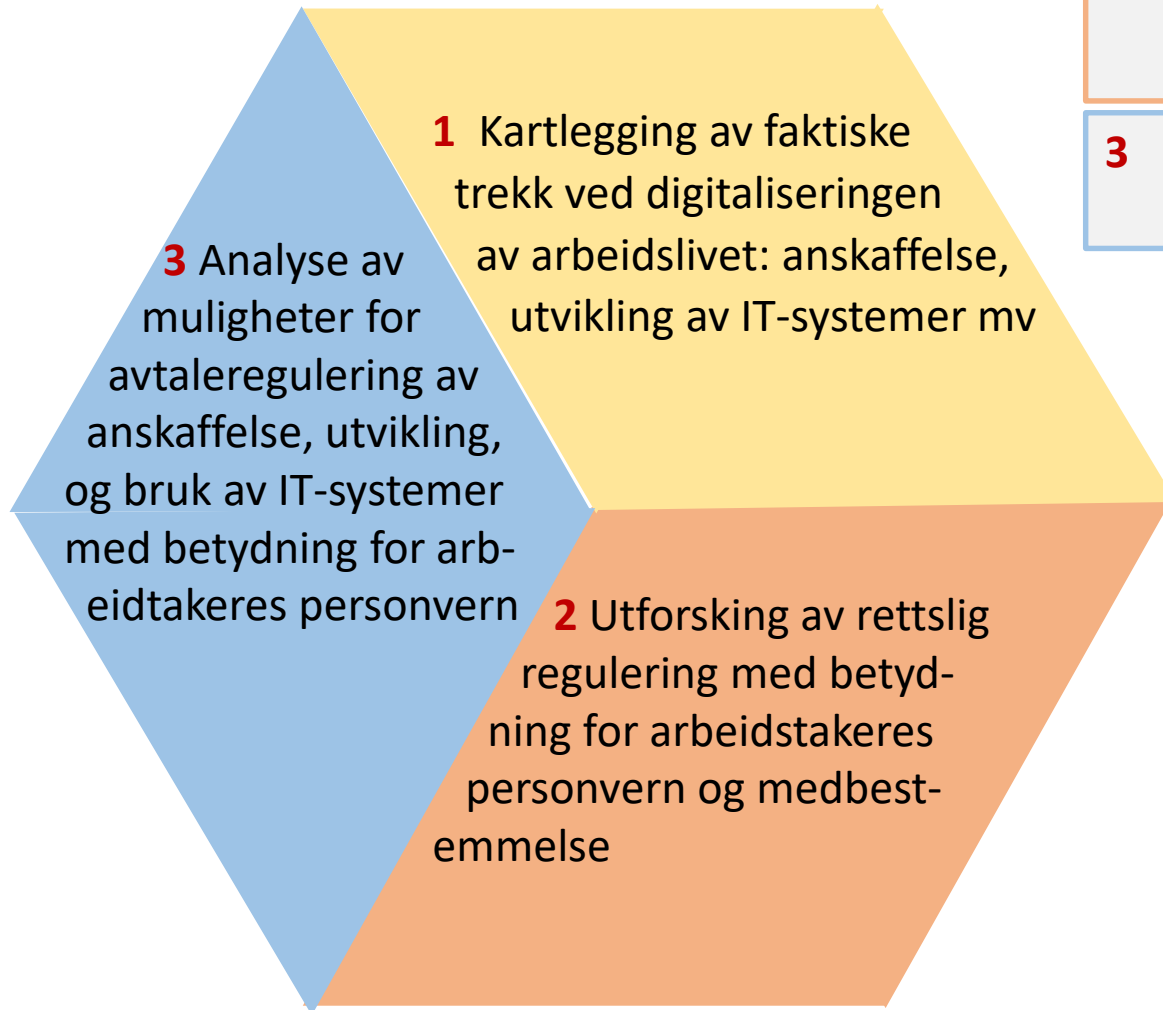 1 Kartlegging av faktiske
trekk ved digitaliseringen
av arbeidslivet: anskaffelse,
utvikling av IT-systemer mv
2 Utforsking av rettslig
regulering med betyd-
ning for arbeidstakeres
personvern og medbest-
emmelse
3 Analyse av
muligheter for
avtaleregulering av
anskaffelse, utvikling,
og bruk av IT-systemer
med betydning for arb-
eidtakeres personvern
3